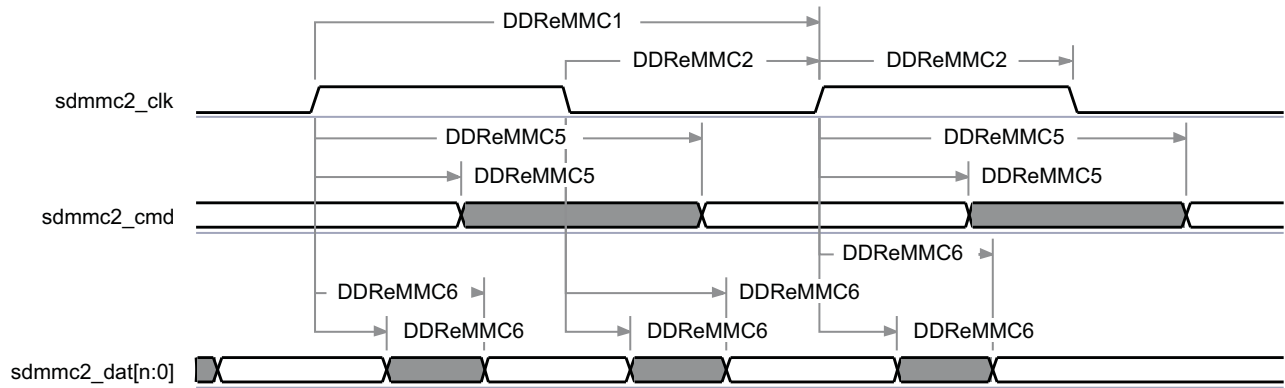 DDReMMC1
DDReMMC2 DDReMMC2
sdmmc2_clk
DDReMMC5 DDReMMC5
DDReMMC5 DDReMMC5
sdmmc2_cmd
DDReMMC6
DDReMMC6 DDReMMC6
DDReMMC6 DDReMMC6 DDReMMC6
sdmmc2_dat[n:0]